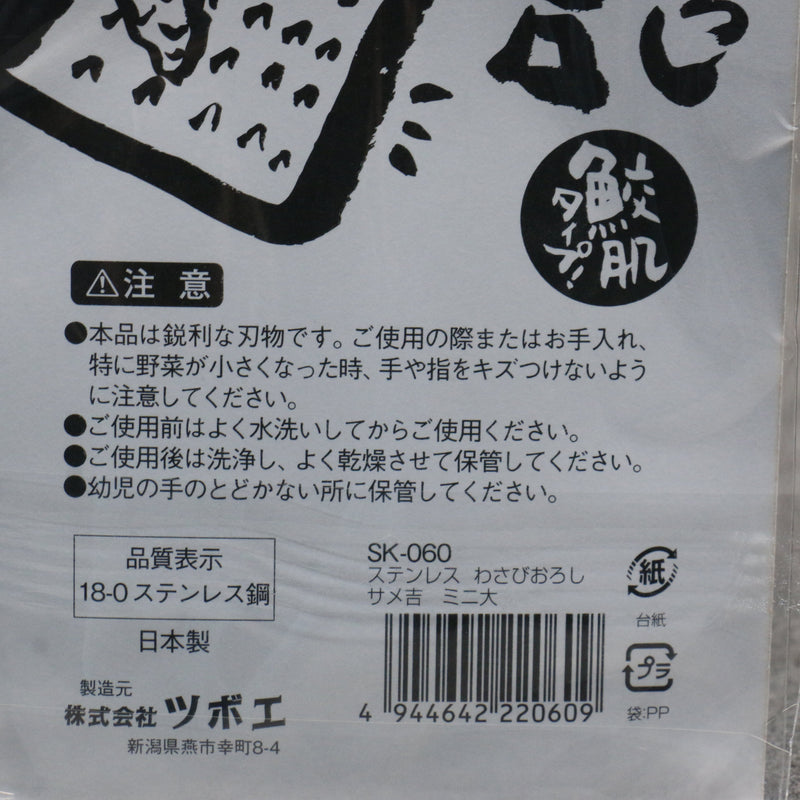 鮫肌
タイプ!
注 意
●本品は鋭利な刃物です。ご使用の際またはお手入れ、
特に野菜が小さくなった時、手や指をキズつけないよう
に注意してください。
●ご使用前はよく水洗いしてからご使用ください。
●ご使用後は洗浄し、よく乾燥させて保管してください。
●幼児の手のとどかない所に保管してください。
品質表示
18-0 ステンレス鋼
日本製
製造元
株式会社 ツボエ
新潟県燕市幸町8-4
SK-060
ステンレス わさびおろし
サメ吉 ミニ大
4 944642 220609
紙
台紙
プラ
袋:PP